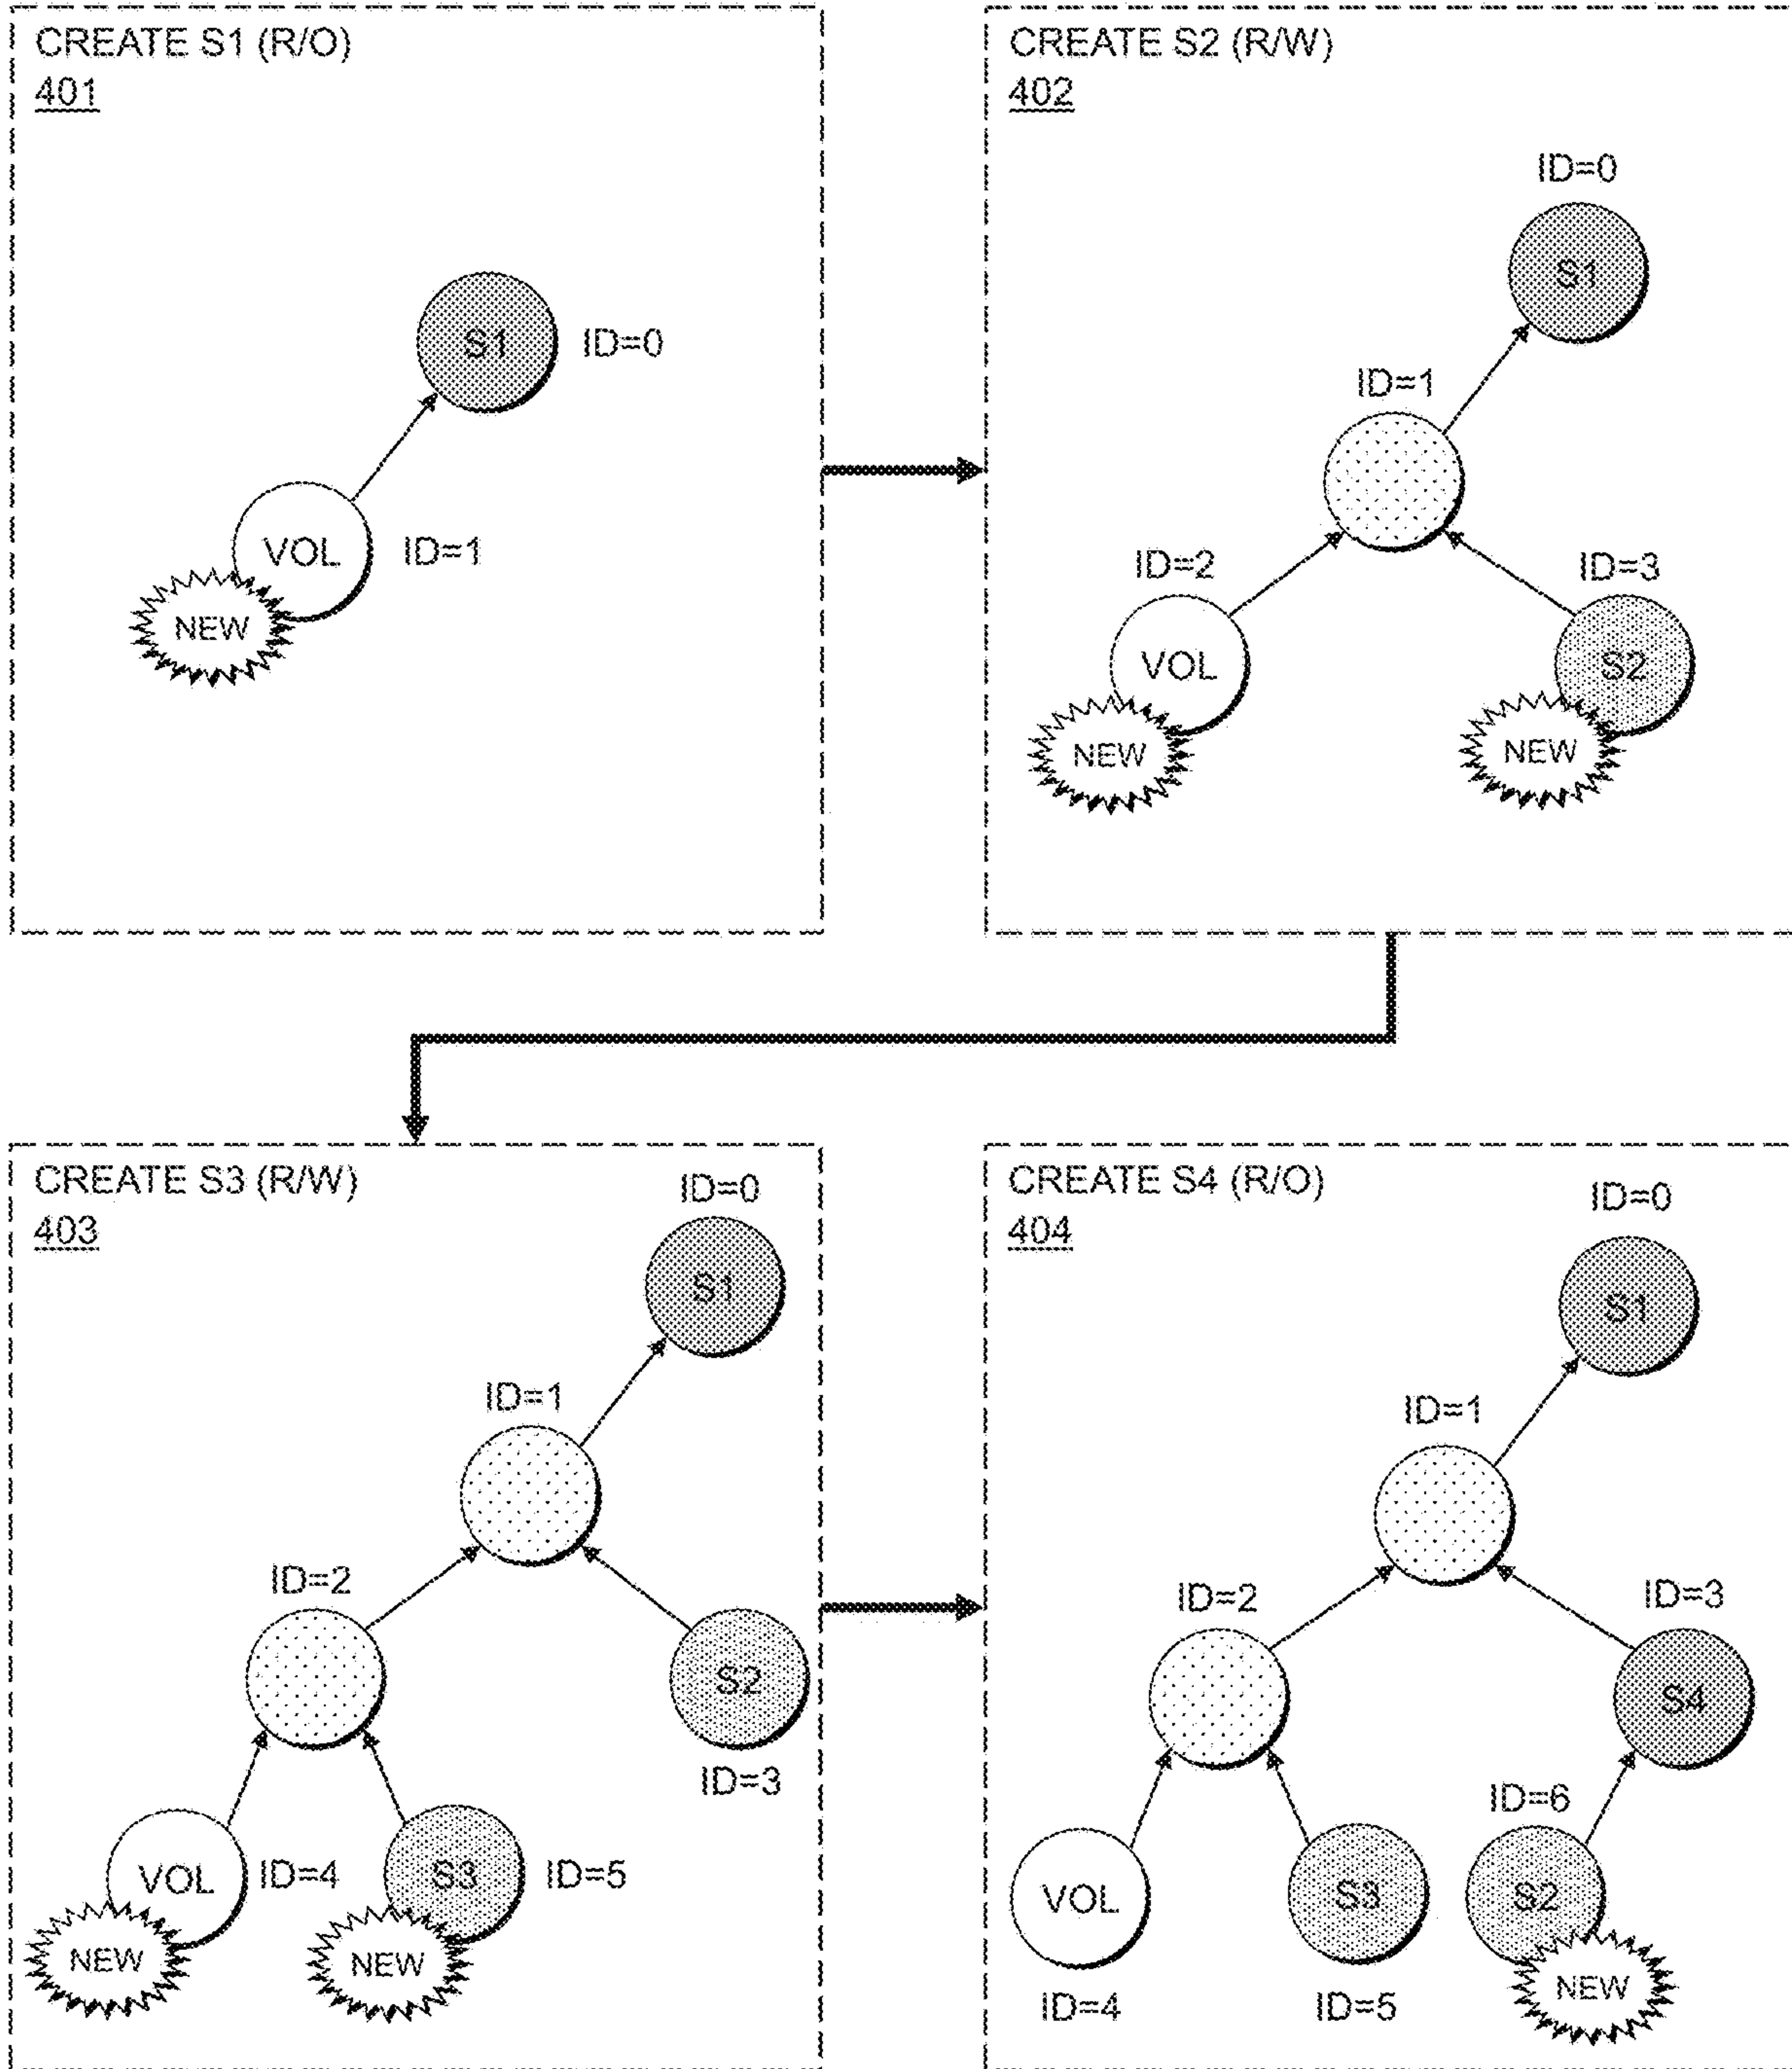 CREATE S1 (R/O)
401
S1
ID=0
VOL
ID=1
NEW
CREATE S2 (R/W)
402
ID=0
S1
ID=1
ID=2
ID=3
VOL
S2
NEW
NEW
CREATE S3 (R/W)
403
ID=0
S1
ID=1
ID=2
S2
ID=3
VOL
ID=4
S3
ID=5
NEW
NEW
CREATE S4 (R/O)
404
ID=0
S1
ID=1
ID=2
ID=3
S4
ID=6
VOL
S3
S2
NEW
ID=4
ID=5